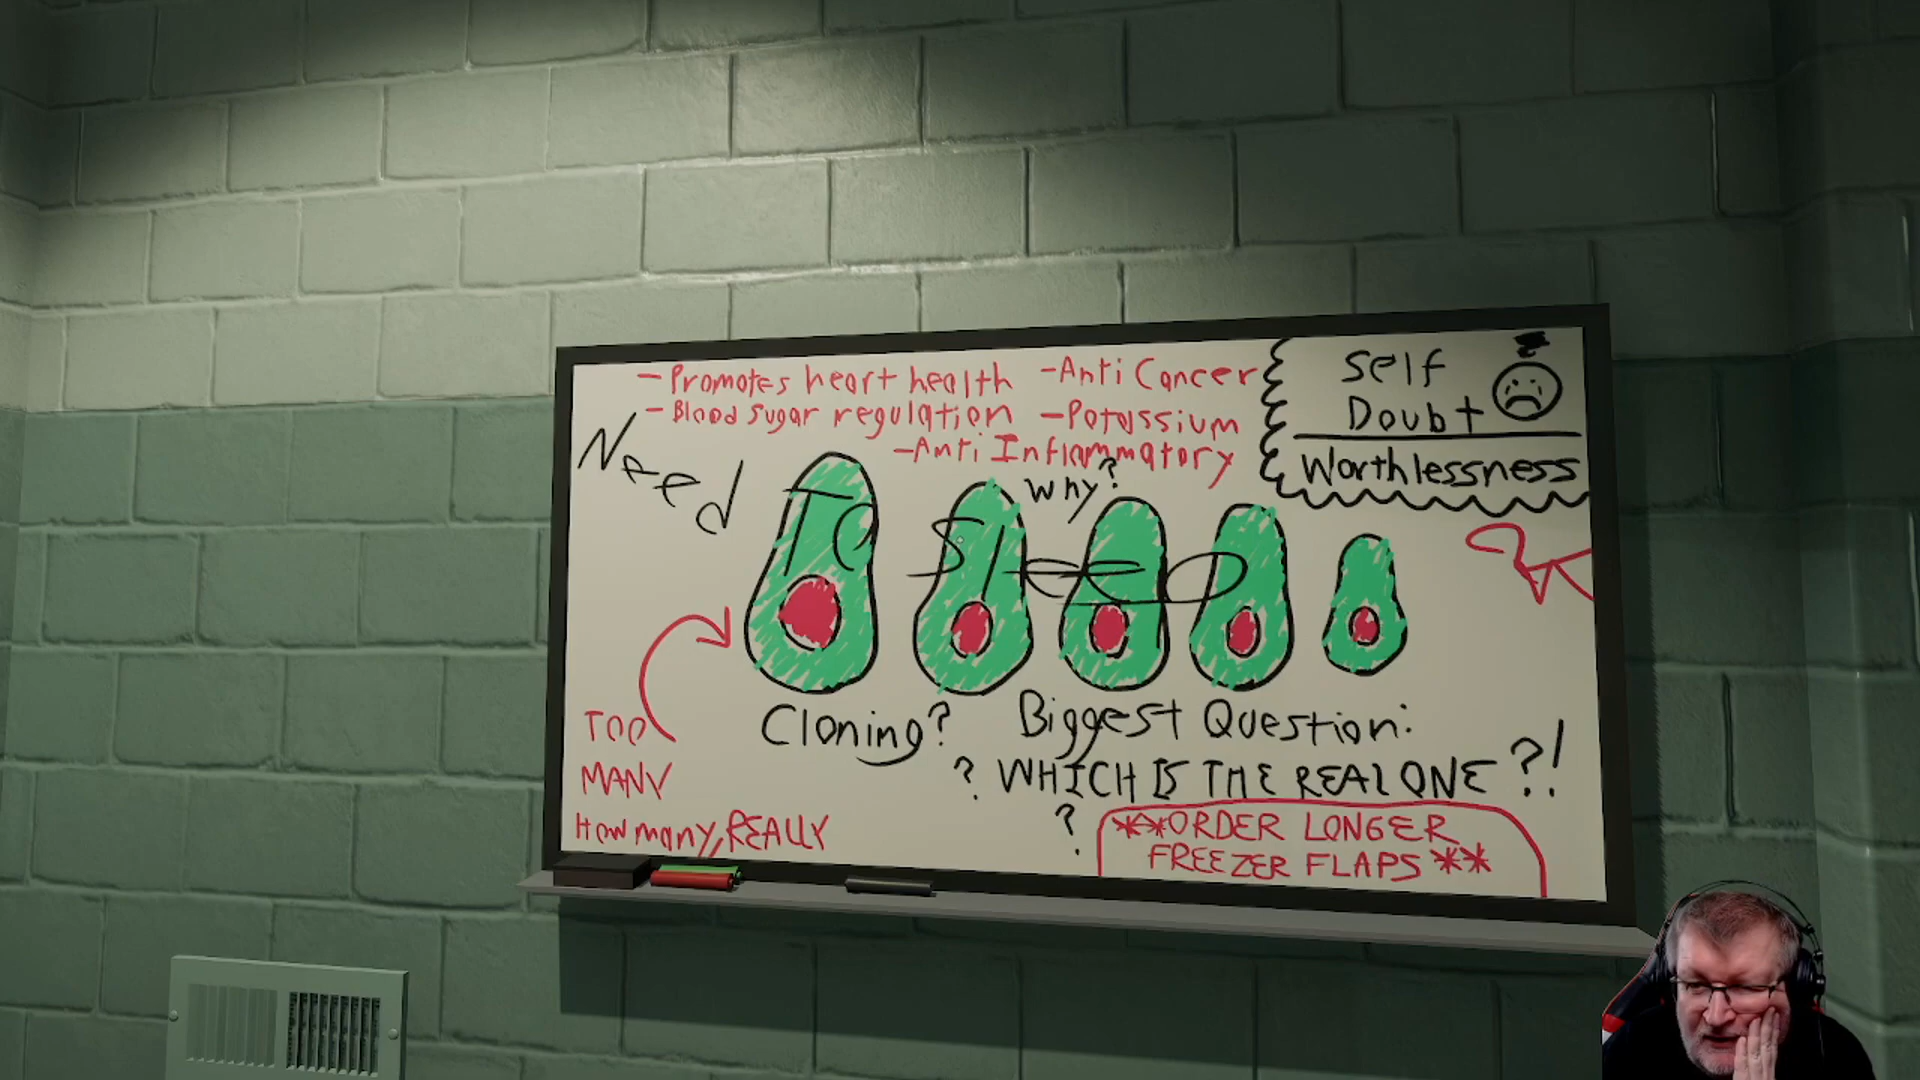 - Promotes heart health
- Blood sugar regulation
- Anti Cancer
- Potassium
- Anti Inflammatory
Self
Doubt
Worthlessness
Need
TO Sleep
why?
TOO
MANY
How many, REALLY
Cloning?
Biggest Question:
? WHICH IS THE REAL ONE ?!
?
**ORDER LONGER
FREEZER FLAPS **